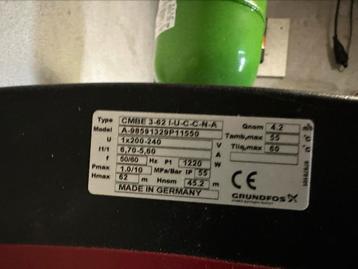 Type CMBE 3-62 I-U-C-C-N-A Qnom 4.2 m³/h
Model A-98591329P11550 Tamb,max 55 °C
U 1x200-240 V Tliq,max 60 °C
I1/1 6,70-5,60 A
f 50/60 Hz P1 1220 W
Pmax 1.0/10 MPa/Bar IP 55
Hmax 62 m Hnom 45.2 m
MADE IN GERMANY
CE
GRUNDFOS